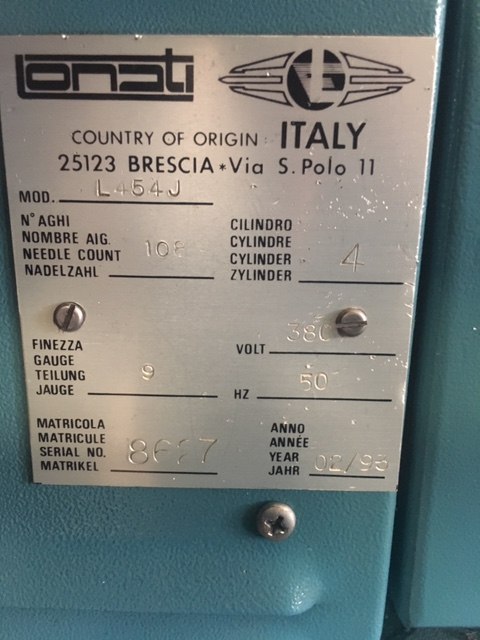 Lonati
COUNTRY OF ORIGIN: ITALY
25123 BRESCIA * Via S. Polo 11
MOD. L454J
N° AGHI
NOMBRE AIG.
NEEDLE COUNT 108
NADELZAHL
CILINDRO
CYLINDRE
CYLINDER 4
ZYLINDER
FINEZZA
GAUGE
TEILUNG 9
JAUGE
VOLT 380
HZ 50
MATRICOLA
MATRICULE
SERIAL NO.
MATRIKEL
ANNO
ANNÉE
YEAR
JAHR